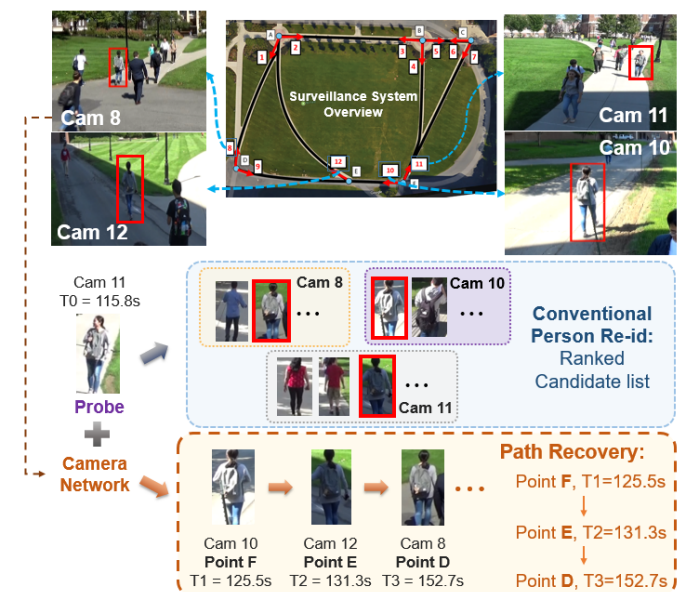 Cam 8
Cam 12
A
B
C
1
2
3
4
5
6
7
Surveillance System
Overview
8
D
9
12
E
10
11
F
Cam 11
Cam 10
Cam 11
T0 = 115.8s
Probe
Camera
Network
Cam 8
...
Cam 10
...
...
Cam 11
Conventional
Person Re-id:
Ranked
Candidate list
Path Recovery:
...
Cam 10
Point F
T1 = 125.5s
Cam 12
Point E
T2 = 131.3s
Cam 8
Point D
T3 = 152.7s
Point F, T1=125.5s
Point E, T2=131.3s
Point D, T3=152.7s